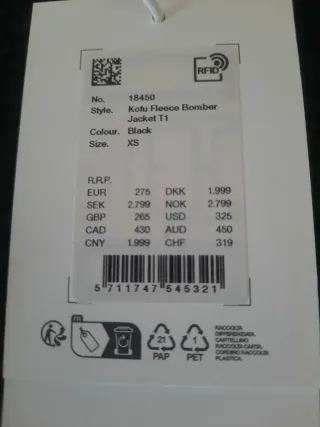 RFID
No. 18450
Style. Kofu Fleece Bomber
Jacket T1
Colour. Black
Size. XS
R.R.P.
EUR 275 DKK 1.999
SEK 2.799 NOK 2.799
GBP 265 USD 325
CAD 430 AUD 450
CNY 1.999 CHF 319
5 711747 545321
FR
21
PAP
1
PET
RACCOLTA
DIFFERENZIATA.
CARTELLINO
RACCOLTA CARTA.
CORDINO RACCOLTA
PLASTICA.